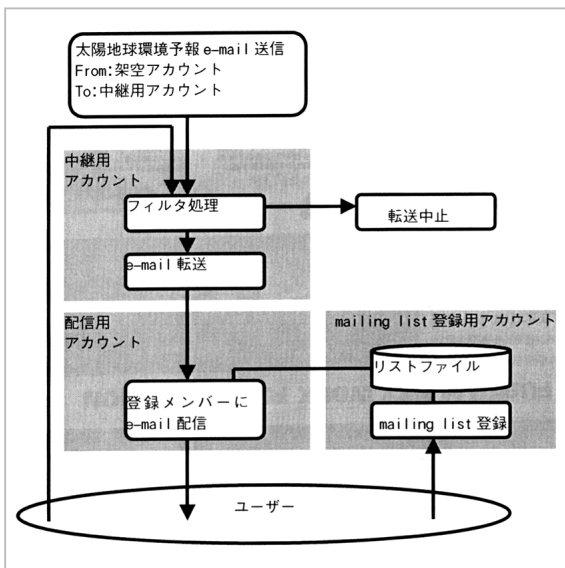 太陽地球環境予報e-mail送信
From:架空アカウント
To:中継用アカウント
中継用
アカウント
フィルタ処理
転送中止
e-mail転送
配信用
アカウント
mailing list登録用アカウント
リストファイル
登録メンバーに
e-mail配信
mailing list登録
ユーザー